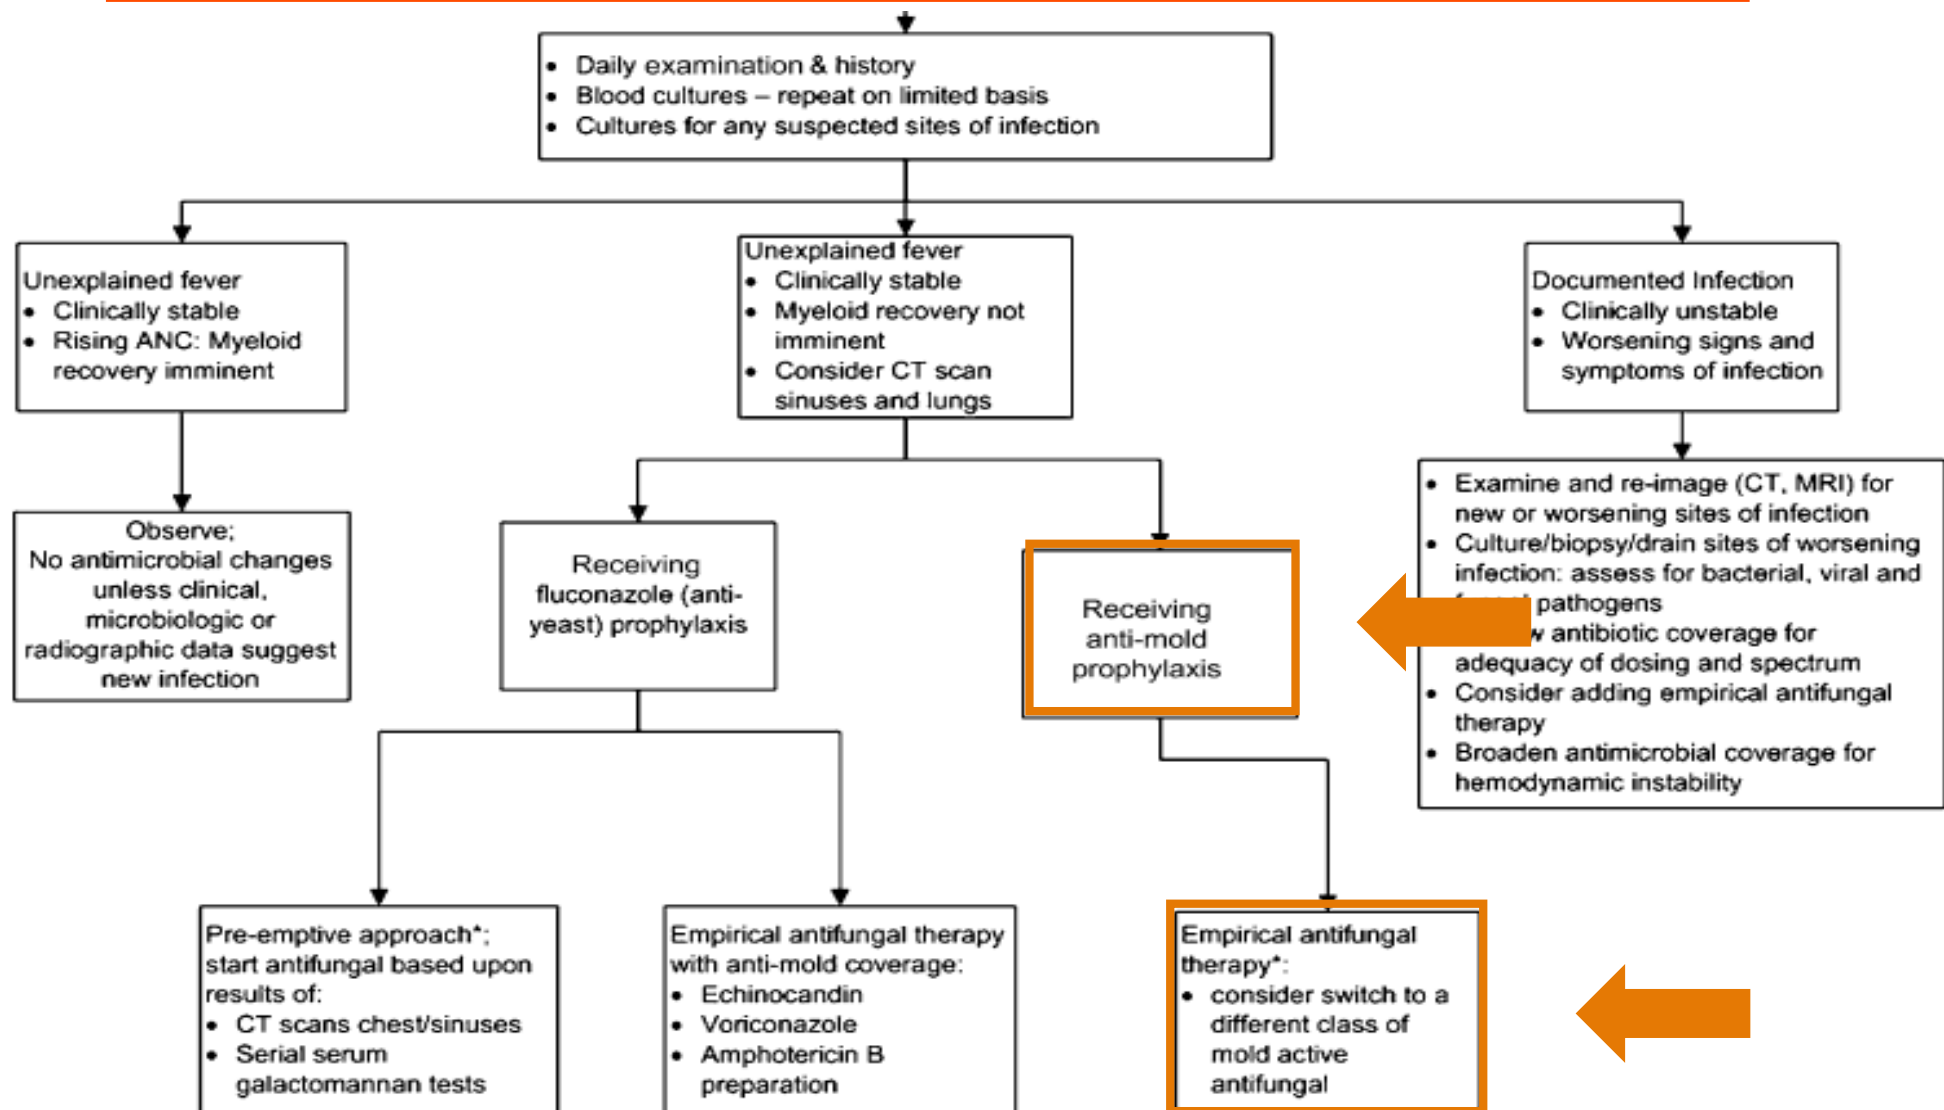 • Daily examination & history
• Blood cultures – repeat on limited basis
• Cultures for any suspected sites of infection
Unexplained fever
• Clinically stable
• Rising ANC: Myeloid
recovery imminent
Unexplained fever
• Clinically stable
• Myeloid recovery not
imminent
• Consider CT scan
sinuses and lungs
Documented Infection
• Clinically unstable
• Worsening signs and
symptoms of infection
Observe;
No antimicrobial changes
unless clinical,
microbiologic or
radiographic data suggest
new infection
Receiving
fluconazole (anti-
yeast) prophylaxis
Receiving
anti-mold
prophylaxis
• Examine and re-image (CT, MRI) for
new or worsening sites of infection
• Culture/biopsy/drain sites of worsening
infection: assess for bacterial, viral and
pathogens
antibiotic coverage for
adequacy of dosing and spectrum
• Consider adding empirical antifungal
therapy
• Broaden antimicrobial coverage for
hemodynamic instability
Pre-emptive approach*;
start antifungal based upon
results of:
• CT scans chest/sinuses
• Serial serum
galactomannan tests
Empirical antifungal therapy
with anti-mold coverage:
• Echinocandin
• Voriconazole
• Amphotericin B
preparation
Empirical antifungal
therapy*:
• consider switch to a
different class of
mold active
antifungal